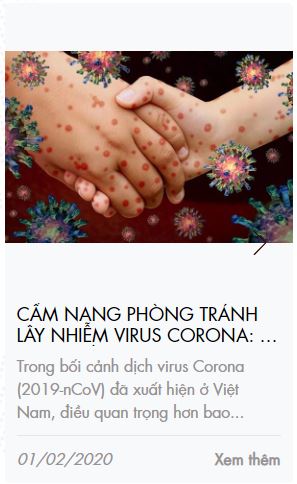 CẨM NANG PHÒNG TRÁNH
LÂY NHIỄM VIRUS CORONA: ...
Trong bối cảnh dịch virus Corona
(2019-nCoV) đã xuất hiện ở Việt
Nam, điều quan trọng hơn bao...
01/02/2020 Xem thêm